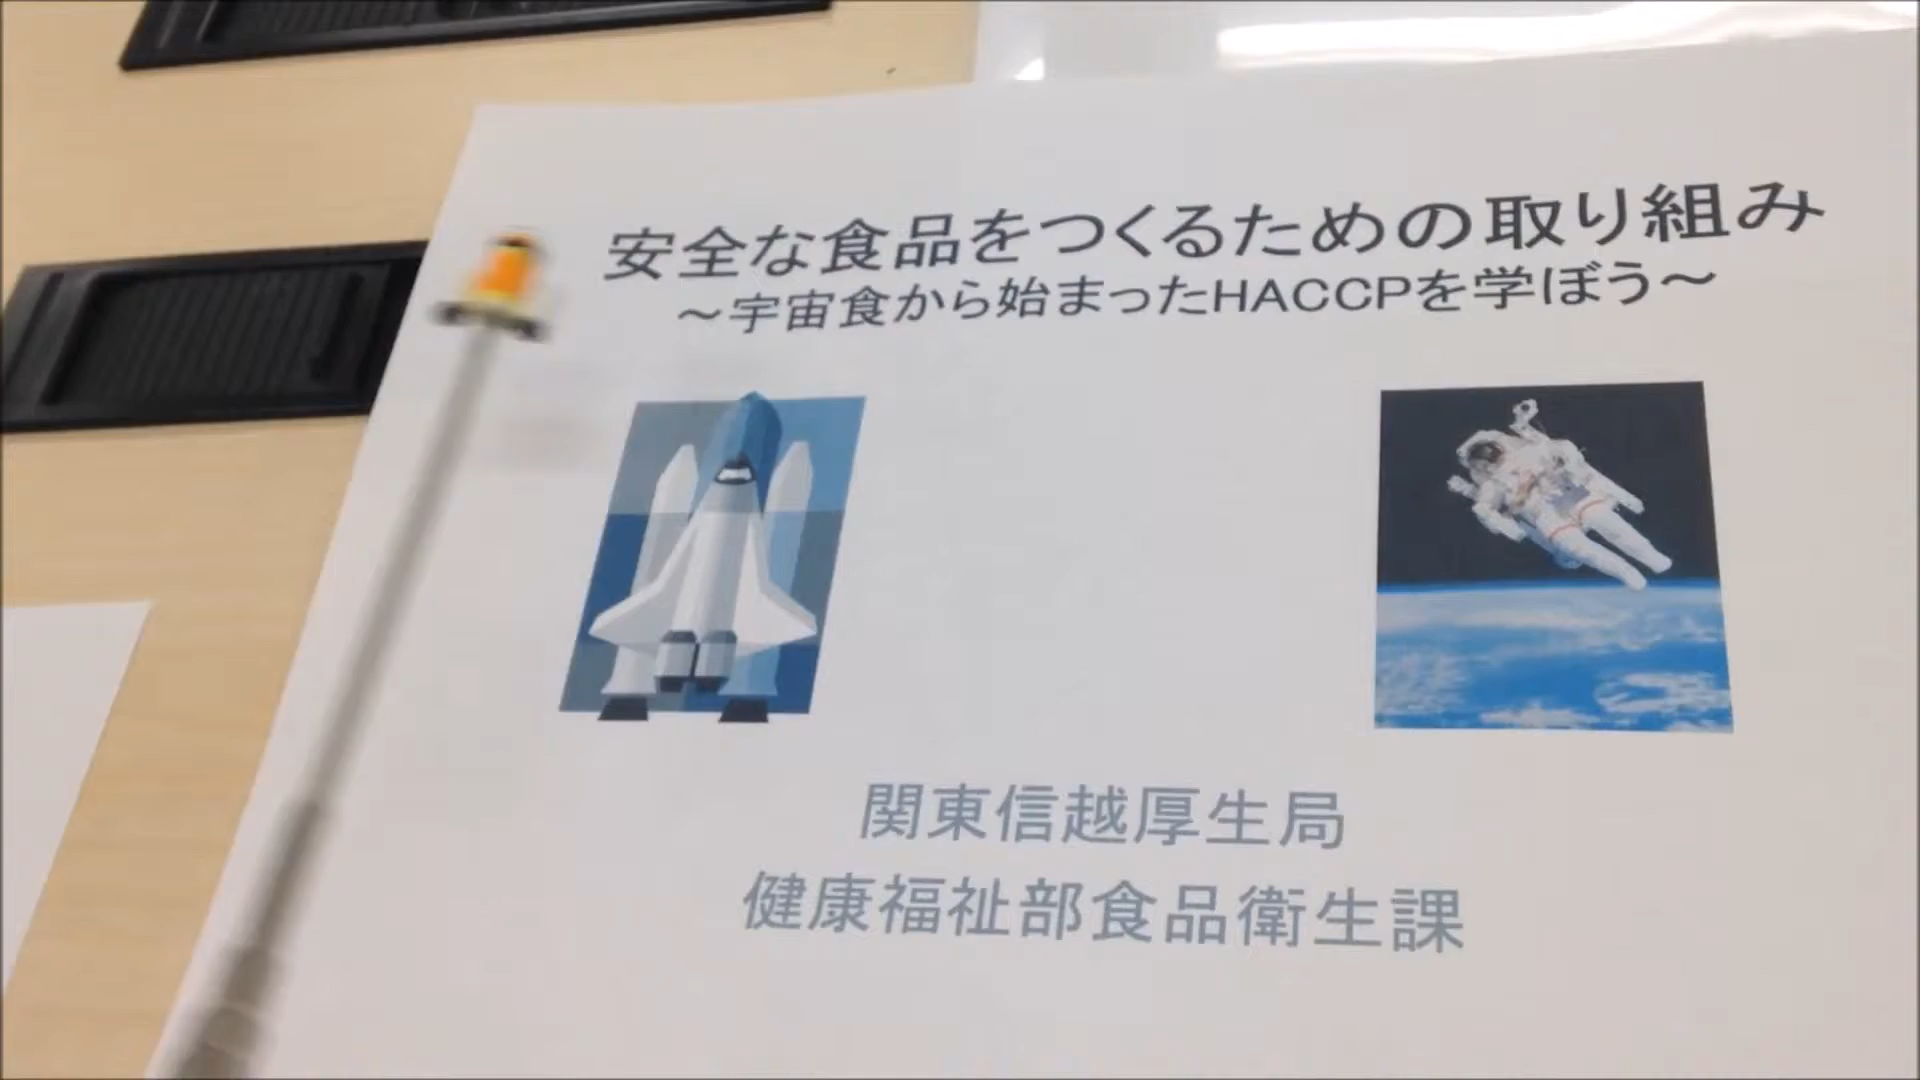 安全な食品をつくるための取り組み
～宇宙食から始まったHACCPを学ぼう～
関東信越厚生局
健康福祉部食品衛生課